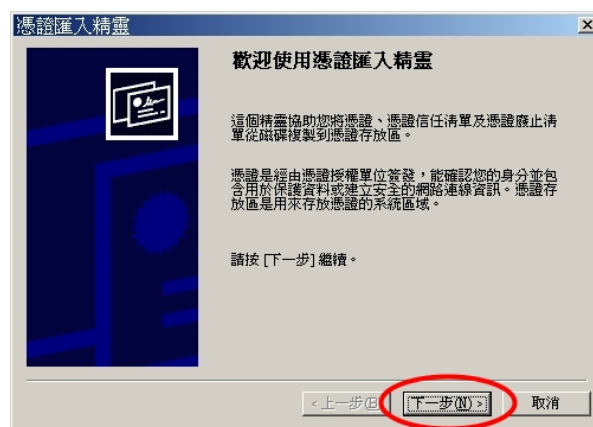 憑證匯入精靈
歡迎使用憑證匯入精靈
這個精靈協助您將憑證、憑證信任清單及憑證廢止清
單從磁碟複製到憑證存放區。
憑證是經由憑證授權單位簽發，能確認您的身分並包
含用於保護資料或建立安全的網路連線資訊。憑證存
放區是用來存放憑證的系統區域。
請按 [下一步] 繼續。
<上一步(B
下一步(N) >
取消